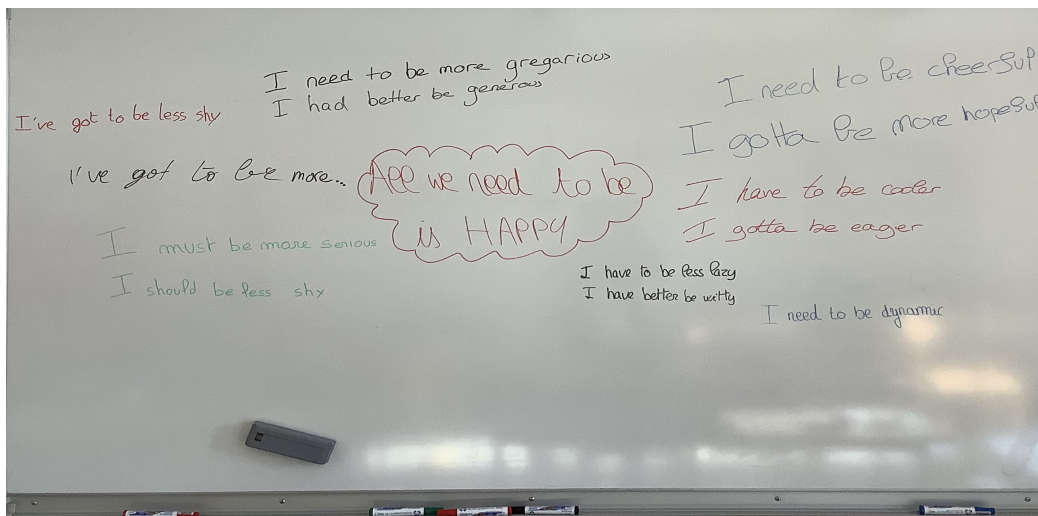 I need to be more gregarious
I had better be generous
I've got to be less shy
I've got to be more..
All we need to be
is HAPPY
I must be more serious
I should be less shy
I need to be cheerful
I gotta be more hopeful
I have to be cooler
I gotta be eager
I have to be less lazy
I have better be witty
I need to be dynamic